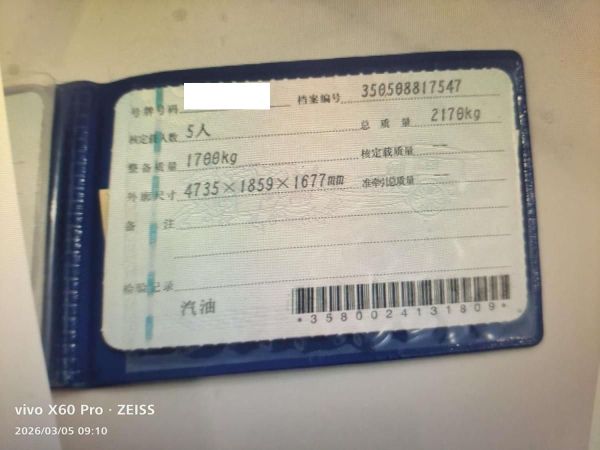 号牌号码 档案编号 350508817547
核定载人数 5人 总质量 2170kg
整备质量 1700kg 核定载质量 --
外廓尺寸 4735×1859×1677mm 准牵引总质量 --
备注
检验记录
汽油
*3580024131809*
vivo X60 Pro · ZEISS
2026/03/05 09:10